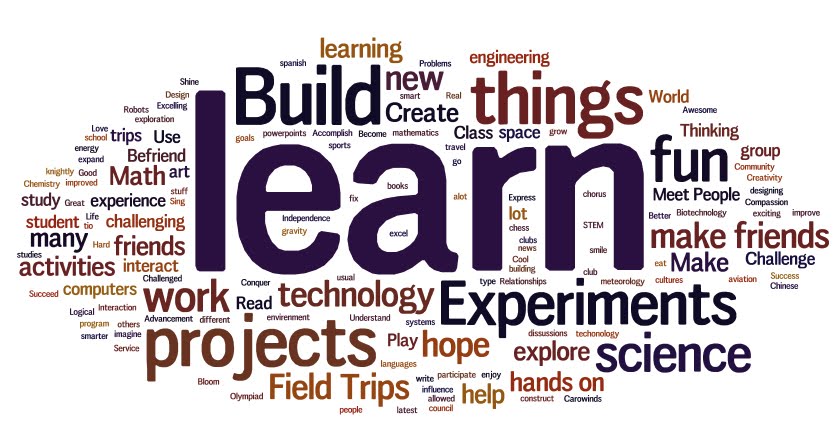 learning
spanish
Problems
engineering
Shine
Build
new
things
World
Design
smart
Real
Robots
Excelling
Create
Awesome
exploration
Love
school
trips
Use
goals
powerpoints
Accomplish
Become
mathematics
Class
space
grow
Thinking
energy
sports
travel
fun
group
expand
Befriend
learn
go
Community
knightly
Good
Math
art
Creativity
Chemistry
improved
books
Meet People
designing
study
Great
experience
stuff
Sing
fix
alot
Express
chorus
Compassion
student
Life
tio
challenging
Independence
lot
Better
Biotechnology
exciting
improve
gravity
chess
STEM
many
Hard
friends
excel
clubs
news
smile
make friends
studies
activities
interact
Cool
building
eat
Make
Challenge
Challenged
Conquer
usual
type
Relationships
club
meteorology
cultures
aviation
Success
Chinese
Succeed
computers
work
Read
technology
Experiments
Logical
Interaction
program
others
Advancement
different
envirenment
Understand
systems
smarter
imagine
projects
Play
hope
dissussions
techonology
Service
explore
science
languages
Bloom
Field Trips
write
participate
enjoy
hands on
Olympiad
influence
allowed
help
construct
Carowinds
people
latest
council